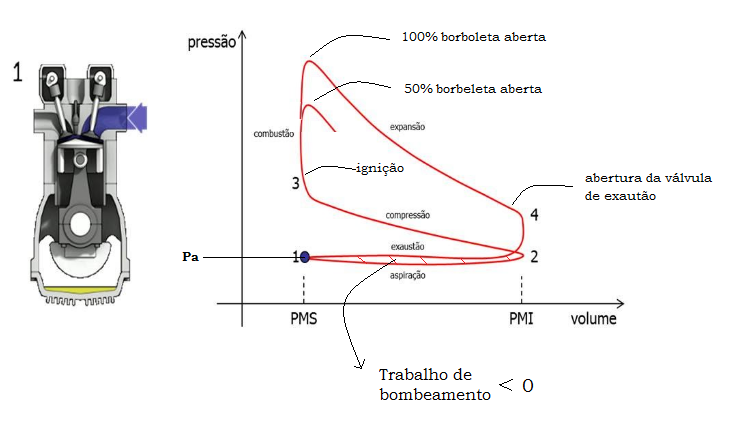 1
pressão
100% borboleta aberta
50% borbeleta aberta
combustão
expansão
ignição
3
abertura da válvula
de exautão
4
compressão
exaustão
Pa
1
2
aspiração
PMS
PMI
volume
Trabalho de
bombeamento < 0